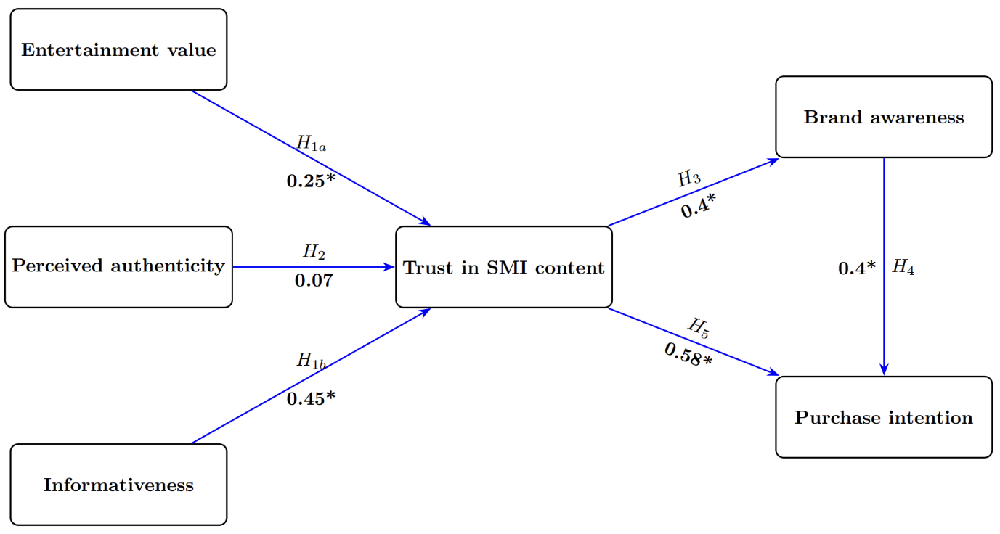 Entertainment value
Brand awareness
H1a
0.25*
H3
0.4*
Perceived authenticity
H2
0.07
Trust in SMI content
0.4*
H4
H5
0.58*
H1b
0.45*
Purchase intention
Informativeness